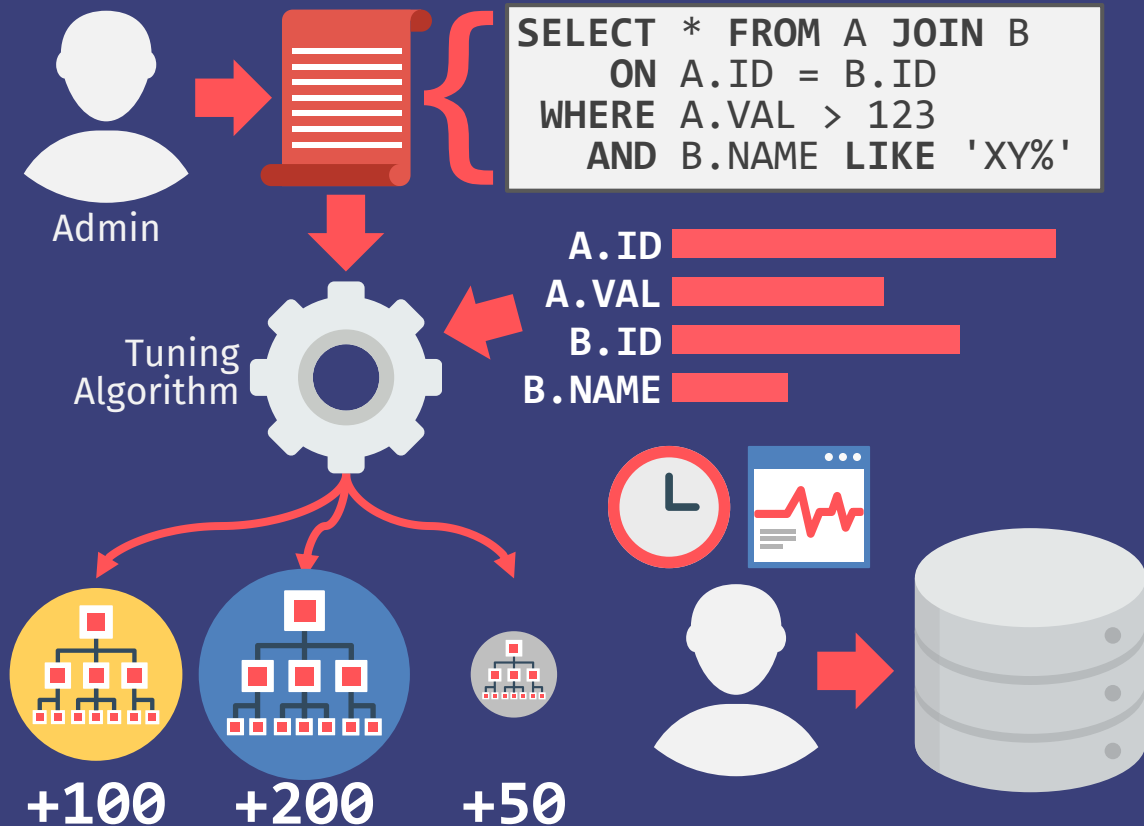 SELECT * FROM A JOIN B
ON A.ID = B.ID
WHERE A.VAL > 123
AND B.NAME LIKE 'XY%'
Admin
A.ID
A.VAL
B.ID
B.NAME
Tuning
Algorithm
+100
+200
+50